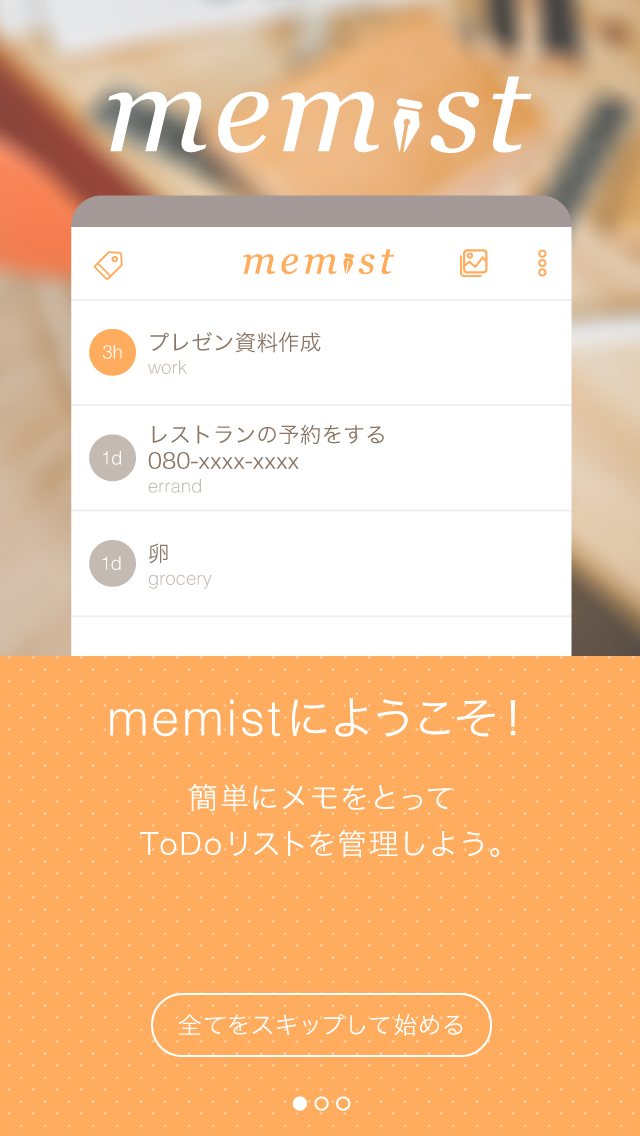 memist
memist
3h
プレゼン資料作成
work
1d
レストランの予約をする
080-xxxx-xxxx
errand
1d
卵
grocery
memistにようこそ！
簡単にメモをとって
ToDoリストを管理しよう。
全てをスキップして始める